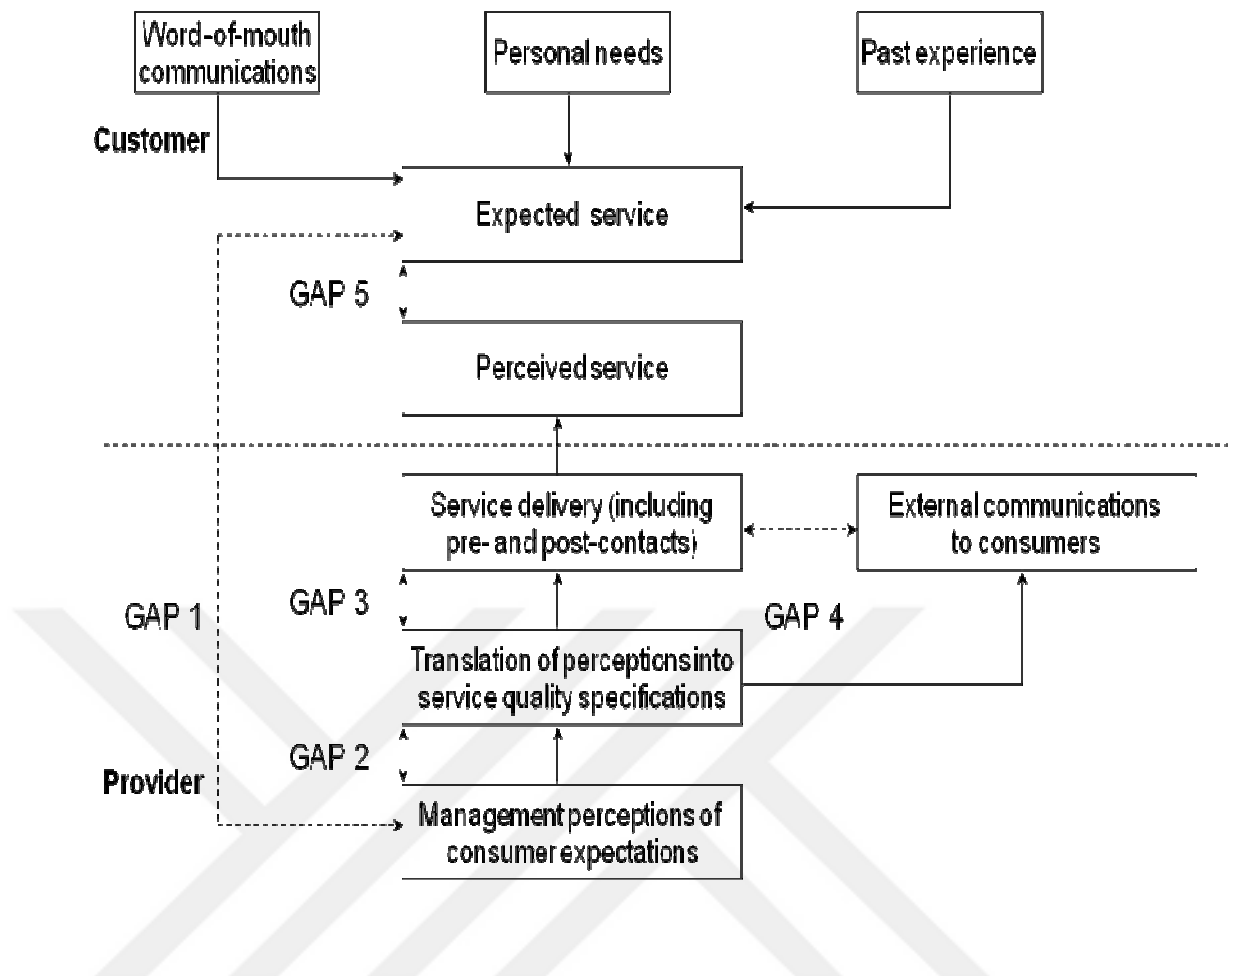 Word-of-mouth
communications
Personal needs
Past experience
Customer
Expected service
GAP 5
Perceived service
Service delivery (including
pre- and post-contacts)
External communications
to consumers
GAP 3
GAP 1
GAP 4
Translation of perceptions into
service quality specifications
GAP 2
Provider
Management perceptions of
consumer expectations